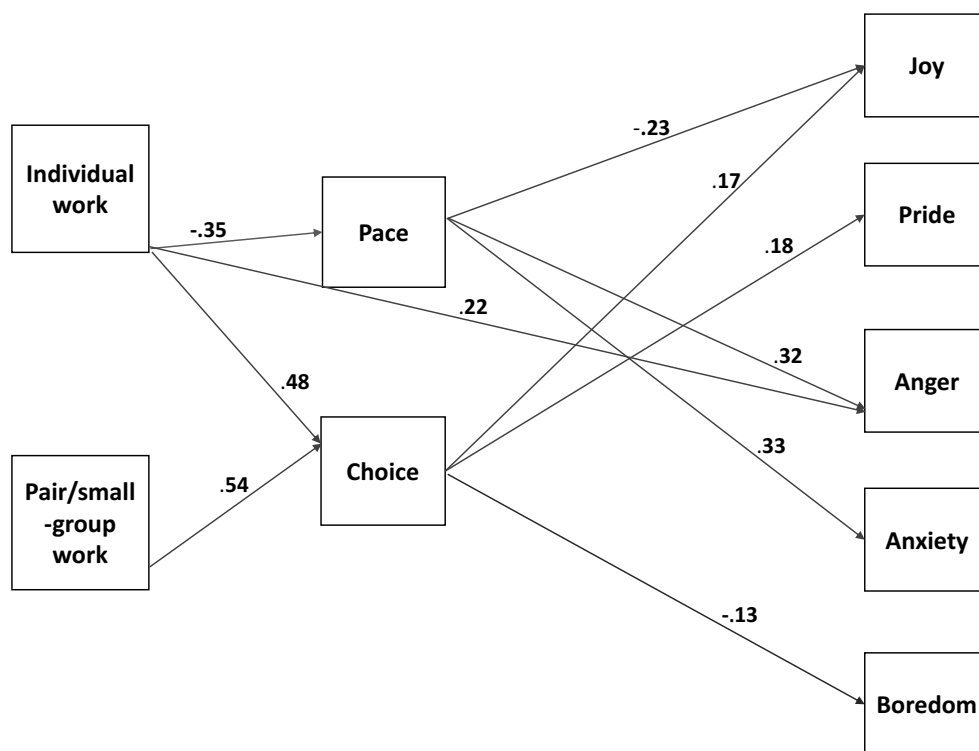 Joy
-.23
Individual
work
.17
Pride
-.35
Pace
.18
.22
.32
Anger
.48
.33
Choice
Pair/small
-group
work
.54
Anxiety
-.13
Boredom